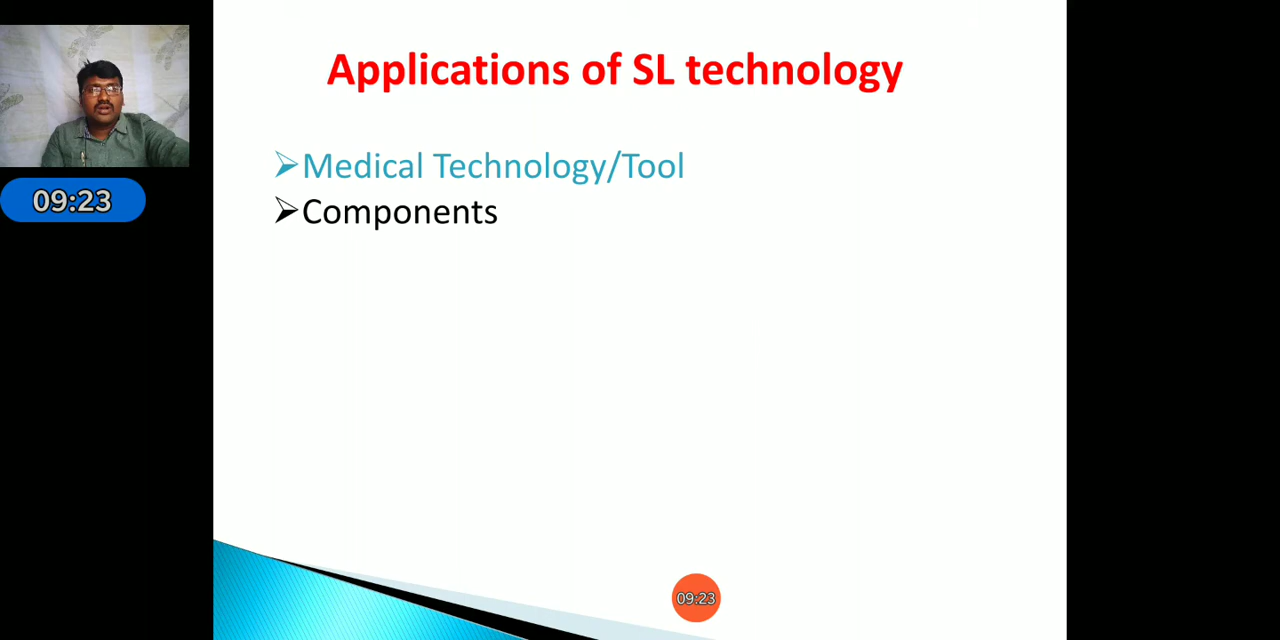 Applications of SL technology
Medical Technology/Tool
Components
09:23
09:23